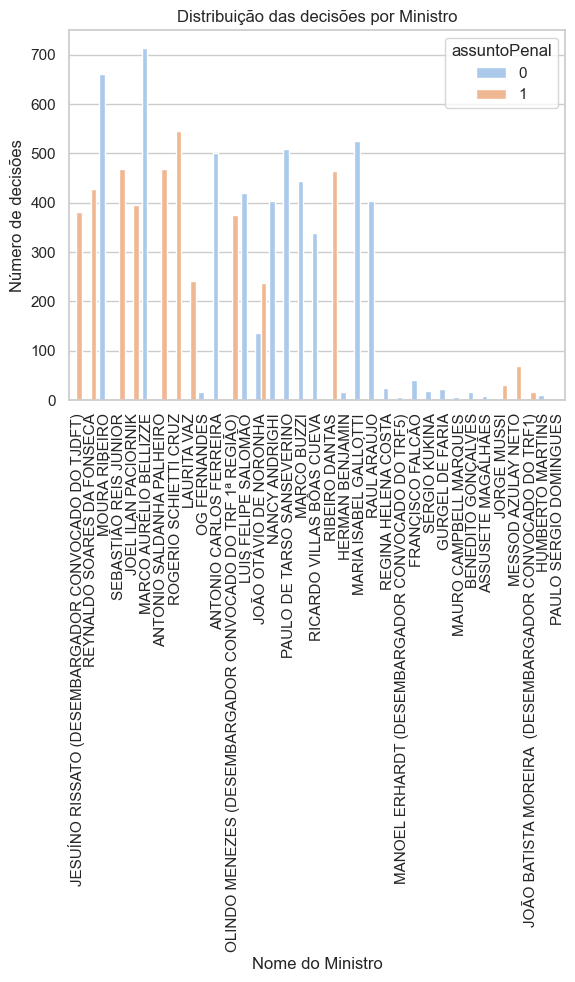 Distribuição das decisões por Ministro
assuntoPenal
0
1
Número de decisões
700
600
500
400
300
200
100
0
JESUÍNO RISSATO (DESEMBARGADOR CONVOCADO DO TJDFT)
REYNALDO SOARES DA FONSECA
MOURA RIBEIRO
SEBASTIÃO REIS JÚNIOR
JOEL ILAN PACIORNIK
MARCO AURÉLIO BELLIZZE
ANTONIO SALDANHA PALHEIRO
ROGERIO SCHIETTI CRUZ
LAURITA VAZ
OG FERNANDES
ANTONIO CARLOS FERREIRA
OLINDO MENEZES (DESEMBARGADOR CONVOCADO DO TRF 1ª REGIÃO)
LUIS FELIPE SALOMÃO
JOÃO OTÁVIO DE NORONHA
NANCY ANDRIGHI
PAULO DE TARSO SANSEVERINO
MARCO BUZZI
RICARDO VILLAS BÔAS CUEVA
RIBEIRO DANTAS
HERMAN BENJAMIN
MARIA ISABEL GALLOTTI
RAUL ARAÚJO
REGINA HELENA COSTA
MANOEL ERHARDT (DESEMBARGADOR CONVOCADO DO TRF5)
FRANCISCO FALCÃO
SÉRGIO KUKINA
GURGEL DE FARIA
MAURO CAMPBELL MARQUES
BENEDITO GONÇALVES
ASSUSETE MAGALHÃES
JORGE MUSSI
MESSOD AZULAY NETO
JOÃO BATISTA MOREIRA  (DESEMBARGADOR CONVOCADO DO TRF1)
HUMBERTO MARTINS
PAULO SÉRGIO DOMINGUES
Nome do Ministro